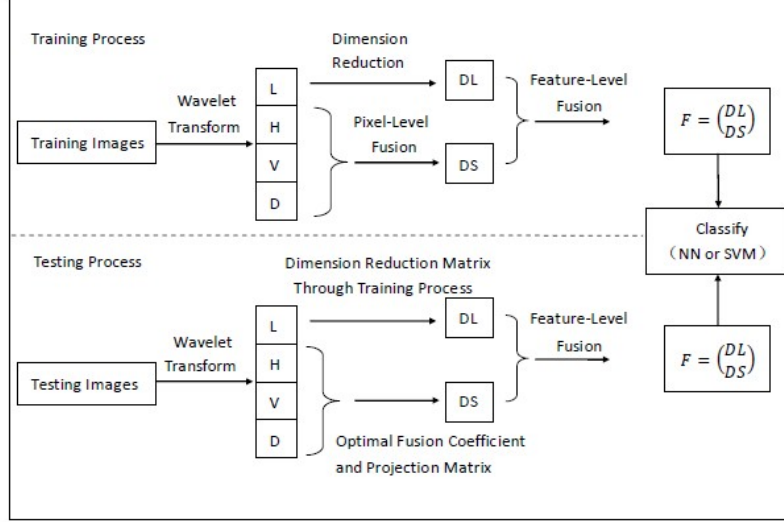 Training Process
Dimension
Reduction
L
DL
Feature-Level
Fusion
Wavelet
Transform
H
Pixel-Level
Fusion
F = (DL
DS)
Training Images
V
DS
D
Classify
（NN or SVM）
Testing Process
Dimension Reduction Matrix
Through Training Process
L
DL
Feature-Level
Fusion
Wavelet
Transform
H
F = (DL
DS)
Testing Images
V
DS
D
Optimal Fusion Coefficient
and Projection Matrix